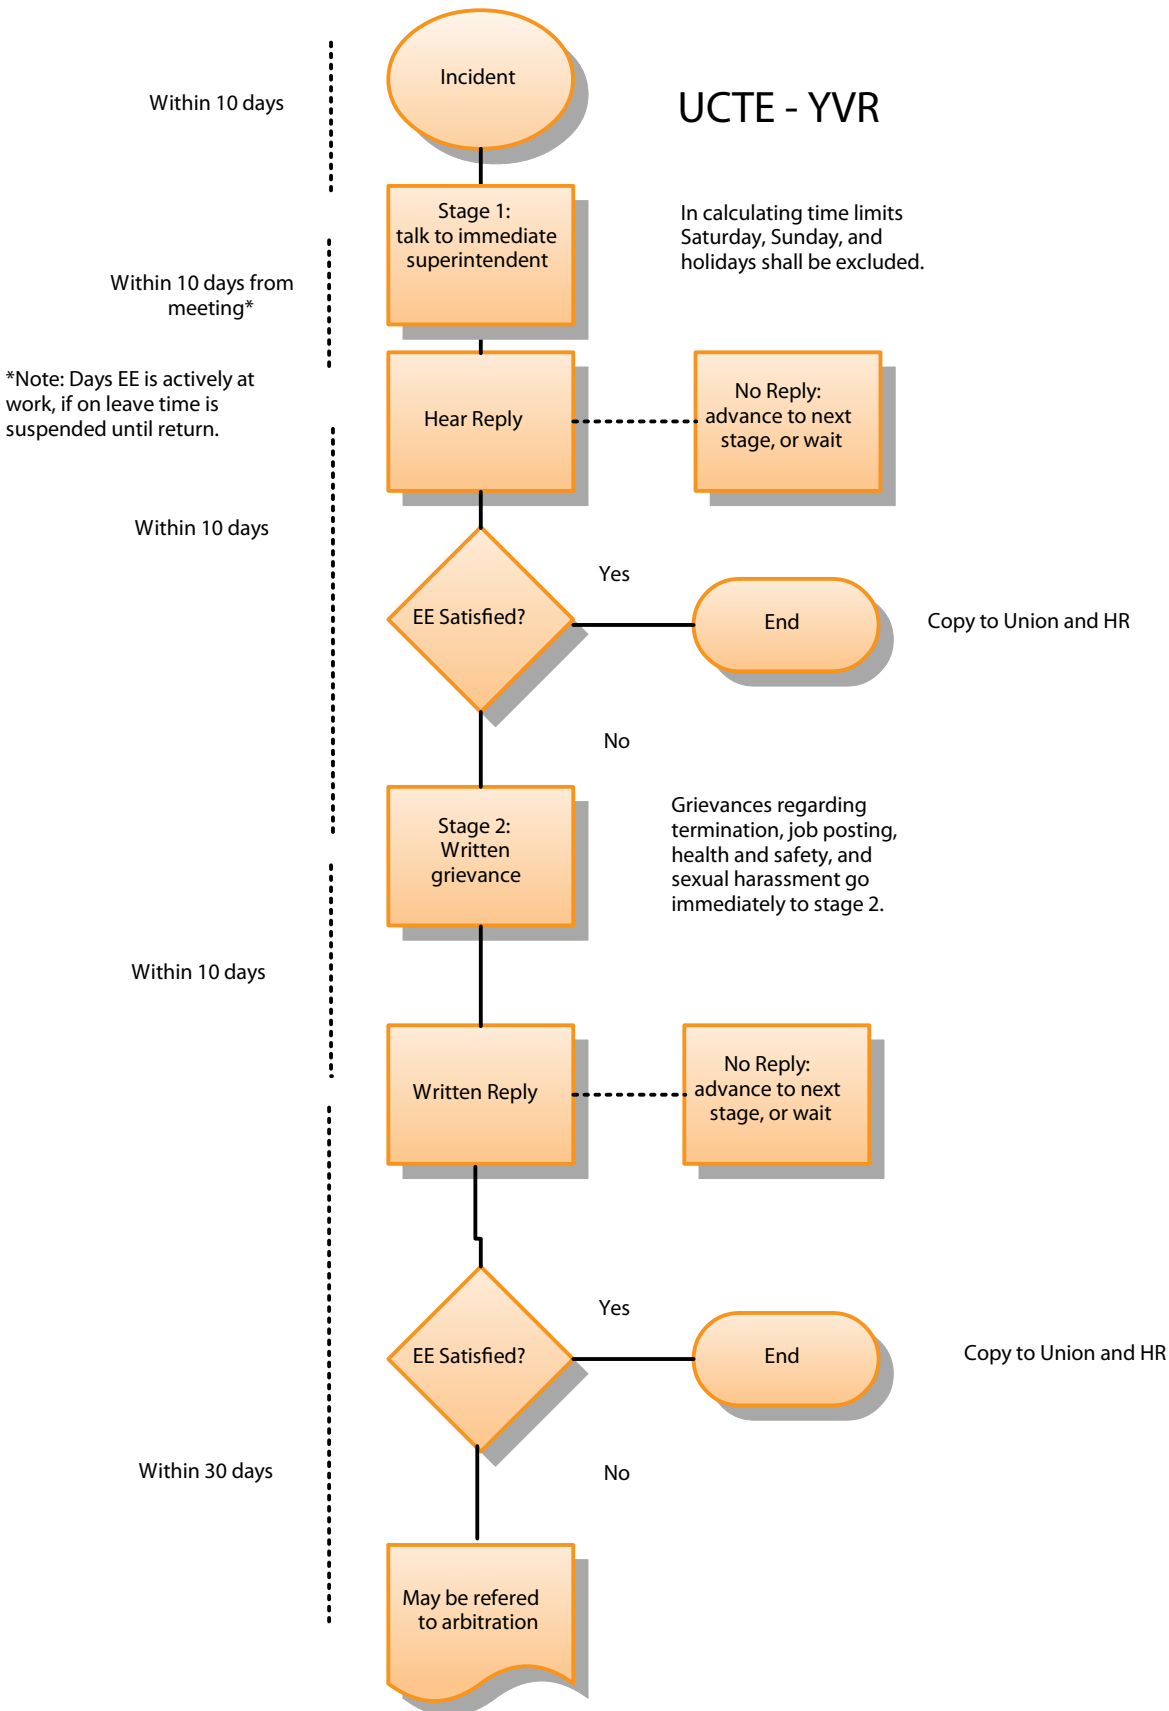 Incident
Within 10 days
UCTE - YVR
Stage 1:
talk to immediate
superintendent
In calculating time limits
Saturday, Sunday, and
holidays shall be excluded.
Within 10 days from
meeting*
*Note: Days EE is actively at
work, if on leave time is
suspended until return.
Hear Reply
No Reply:
advance to next
stage, or wait
Within 10 days
Yes
EE Satisfied?
End
Copy to Union and HR
No
Stage 2:
Written
grievance
Grievances regarding
termination, job posting,
health and safety, and
sexual harassment go
immediately to stage 2.
Within 10 days
Written Reply
No Reply:
advance to next
stage, or wait
Yes
EE Satisfied?
End
Copy to Union and HR
Within 30 days
No
May be refered
to arbitration